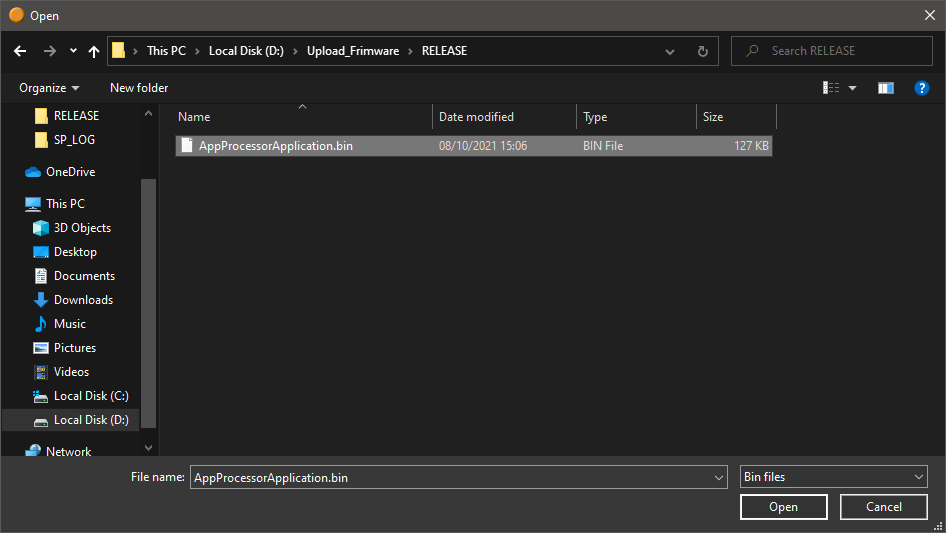 Open
This PC > Local Disk (D:) > Upload_Frimware > RELEASE
Search RELEASE
Organize
New folder
Name Date modified Type Size
AppProcessorApplication.bin 08/10/2021 15:06 BIN File 127 KB
RELEASE
SP_LOG
OneDrive
This PC
3D Objects
Desktop
Documents
Downloads
Music
Pictures
Videos
Local Disk (C:)
Local Disk (D:)
Network
File name: AppProcessorApplication.bin
Bin files
Open
Cancel